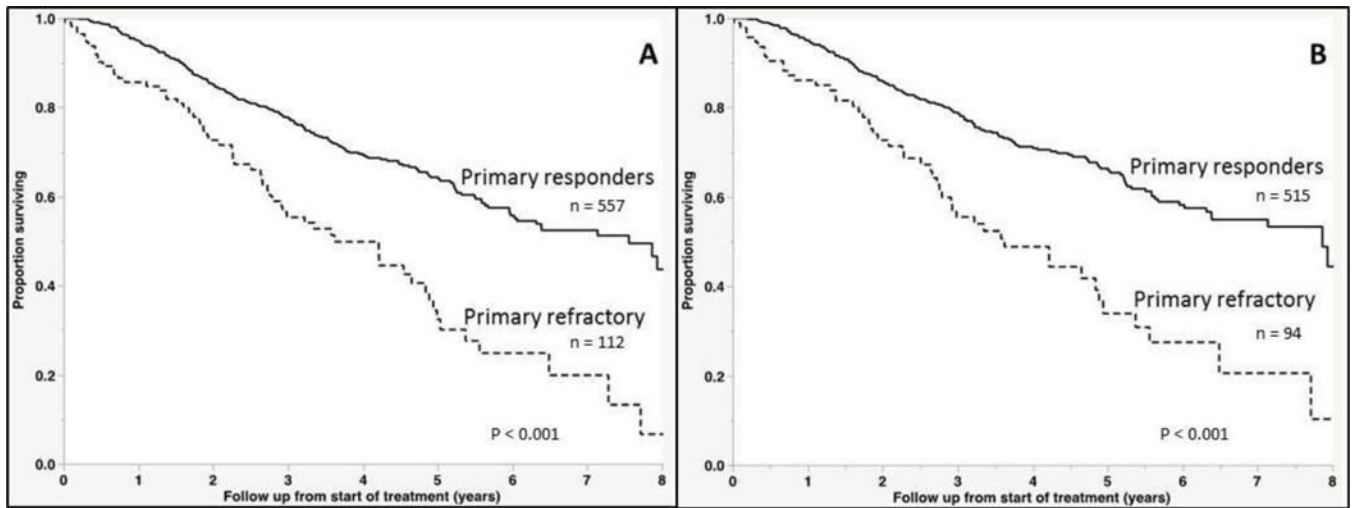 A
1.0
0.8
0.6
0.4
0.2
0.0
Proportion surviving
Primary responders
n = 557
Primary refractory
n = 112
P < 0.001
0 1 2 3 4 5 6 7 8
Follow up from start of treatment (years)
B
1.0
0.8
0.6
0.4
0.2
0.0
Proportion surviving
Primary responders
n = 515
Primary refractory
n = 94
P < 0.001
0 1 2 3 4 5 6 7 8
Follow up from start of treatment (years)